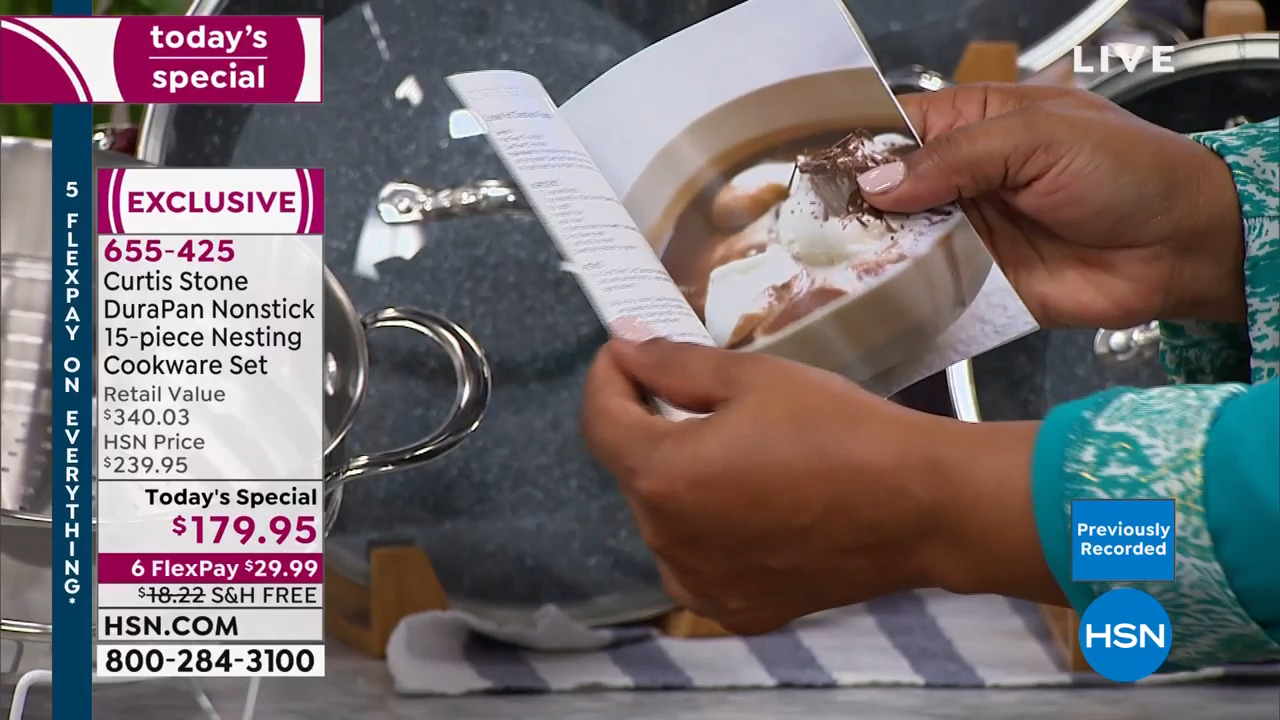 today's
special
LIVE
5 FLEXPAY ON EVERYTHING*
EXCLUSIVE
655-425
Curtis Stone
DuraPan Nonstick
15-piece Nesting
Cookware Set
Retail Value
$340.03
HSN Price
$239.95
Today's Special
$179.95
6 FlexPay $29.99
$18.22 S&H FREE
HSN.COM
800-284-3100
Previously
Recorded
HSN